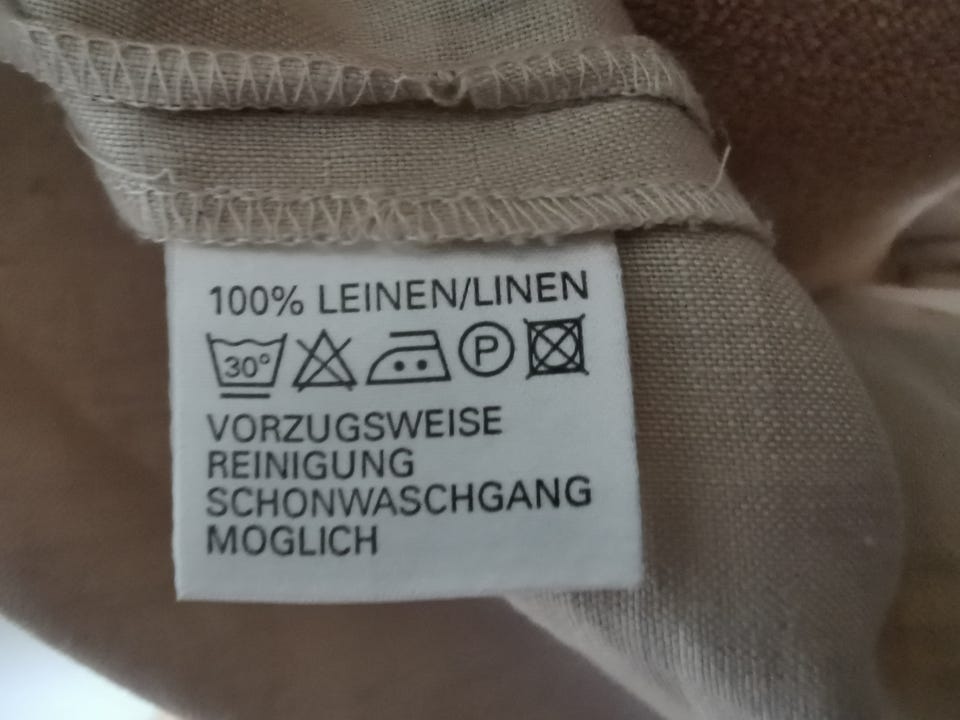 100% LEINEN/LINEN
30° P
VORZUGSWEISE
REINIGUNG
SCHONWASCHGANG
MOGLICH